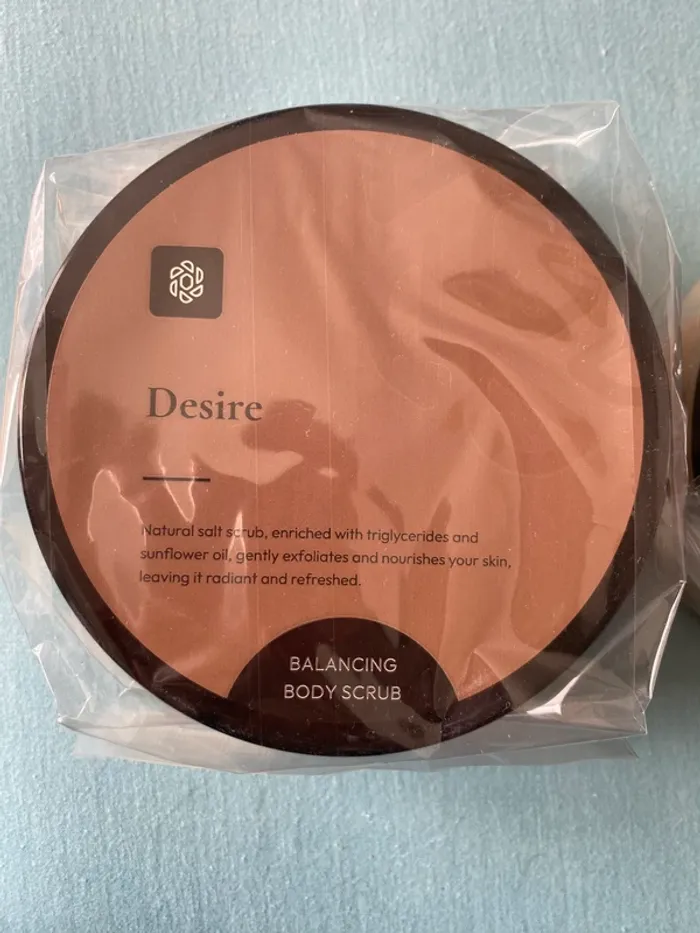 Desire
Natural salt scrub, enriched with triglycerides and
sunflower oil, gently exfoliates and nourishes your skin,
leaving it radiant and refreshed.
BALANCING
BODY SCRUB